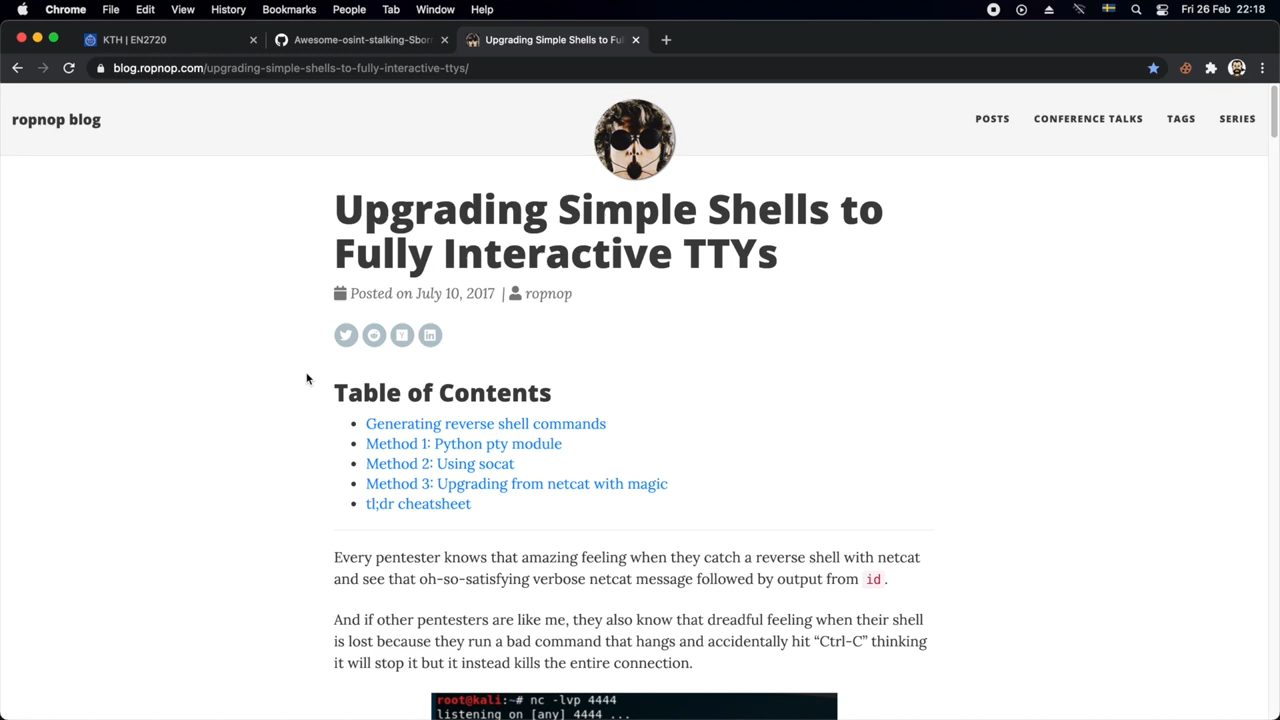 Chrome File Edit View History Bookmarks People Tab Window Help Fri 26 Feb 22:18
KTH | EN2720
Awesome-osint-stalking-Sborn
Upgrading Simple Shells to Ful
blog.ropnop.com/upgrading-simple-shells-to-fully-interactive-ttys/
ropnop blog
POSTS CONFERENCE TALKS TAGS SERIES
Upgrading Simple Shells to
Fully Interactive TTYs
Posted on July 10, 2017 | ropnop
Table of Contents
• Generating reverse shell commands
• Method 1: Python pty module
• Method 2: Using socat
• Method 3: Upgrading from netcat with magic
• tl;dr cheatsheet
Every pentester knows that amazing feeling when they catch a reverse shell with netcat
and see that oh-so-satisfying verbose netcat message followed by output from id.
And if other pentesters are like me, they also know that dreadful feeling when their shell
is lost because they run a bad command that hangs and accidentally hit “Ctrl-C” thinking
it will stop it but it instead kills the entire connection.
root@kali:~# nc -lvp 4444
listening on [any] 4444 ...